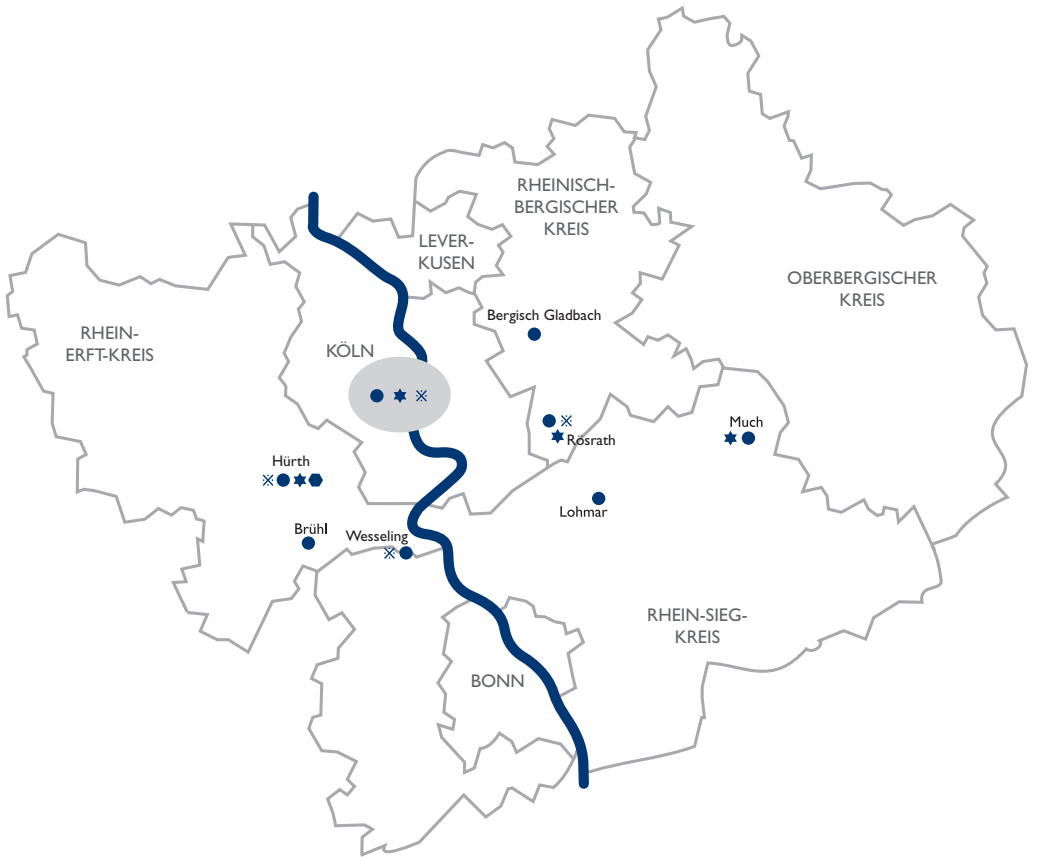 RHEINISCH-
BERGISCHER
KREIS
LEVER-
KUSEN
OBERBERGISCHER
KREIS
RHEIN-
ERFT-KREIS
Bergisch Gladbach
KÖLN
Much
Rösrath
Hürth
Lohmar
Brühl
Wesseling
RHEIN-SIEG-
KREIS
BONN